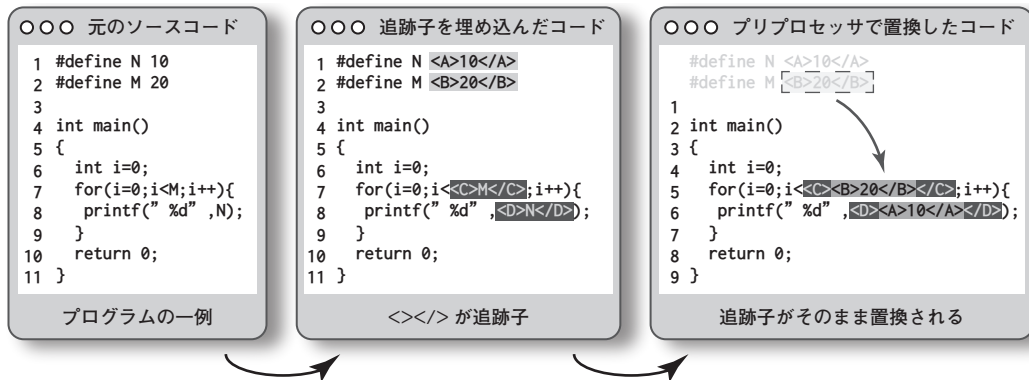 元のソースコード
1 #define N 10
2 #define M 20
3
4 int main()
5 {
6 int i=0;
7 for(i=0;i<M;i++){
8 printf(”%d”,N);
9 }
10 return 0;
11 }
プログラムの一例
追跡子を埋め込んだコード
1 #define N <A>10</A>
2 #define M <B>20</B>
3
4 int main()
5 {
6 int i=0;
7 for(i=0;i<<C>M</C>;i++){
8 printf(”%d”,<D>N</D>);
9 }
10 return 0;
11 }
<></> が追跡子
プリプロセッサで置換したコード
#define N <A>10</A>
#define M <B>20</B>
1
2 int main()
3 {
4 int i=0;
5 for(i=0;i<<C><B>20</B></C>;i++){
6 printf(”%d”,<D><A>10</A></D>);
7 }
8 return 0;
9 }
追跡子がそのまま置換される